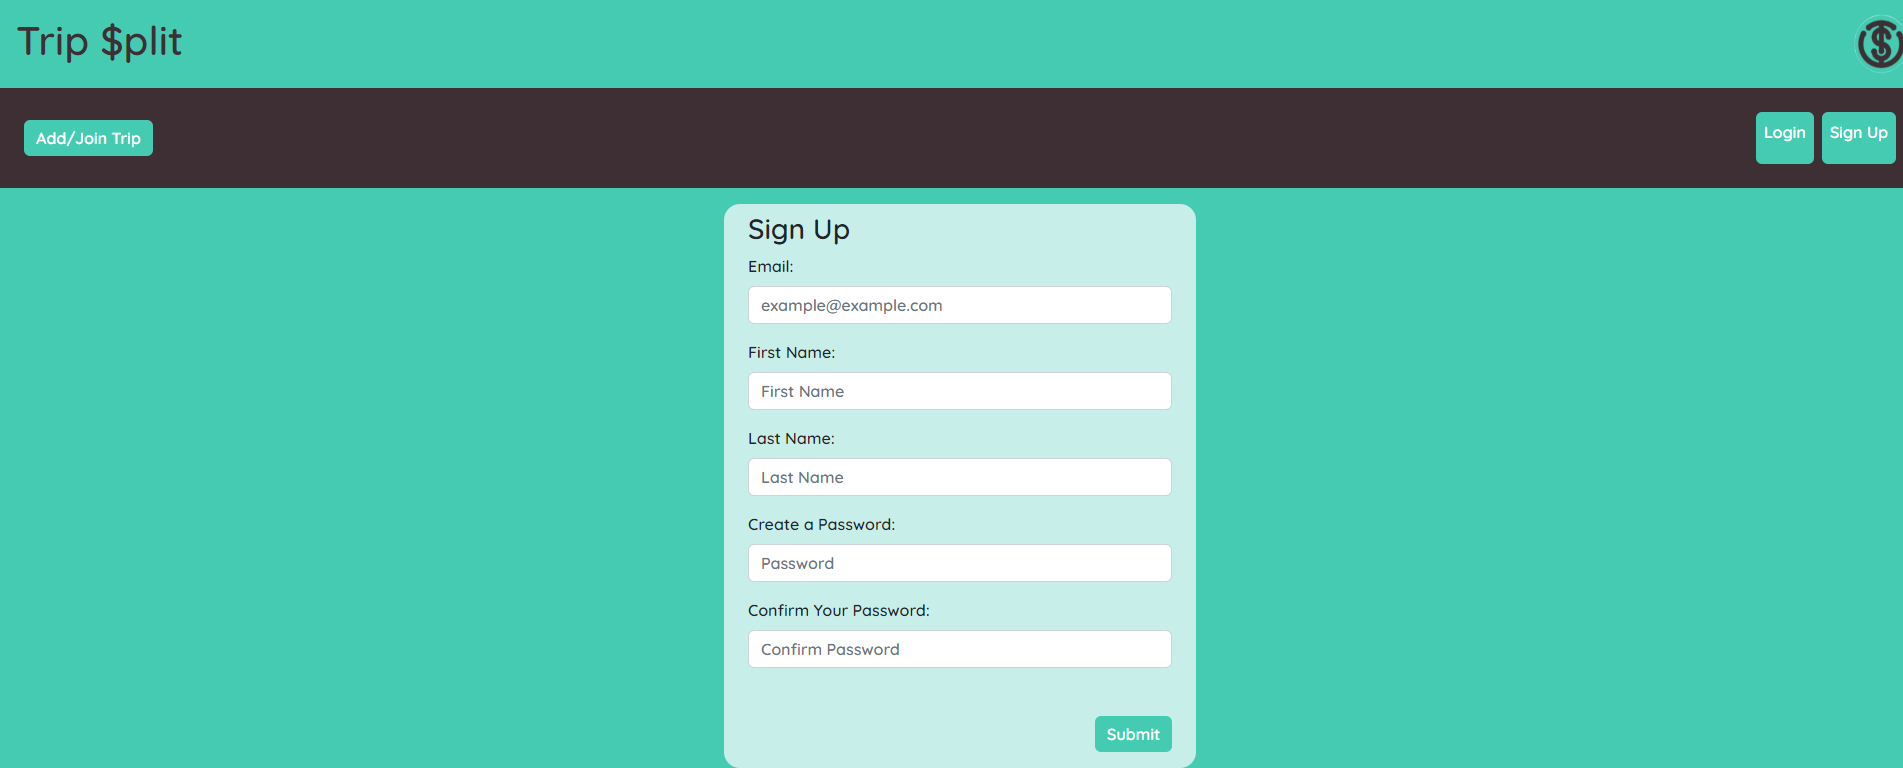 Trip $plit
Add/Join Trip
Login
Sign Up
Sign Up
Email:
example@example.com
First Name:
First Name
Last Name:
Last Name
Create a Password:
Password
Confirm Your Password:
Confirm Password
Submit